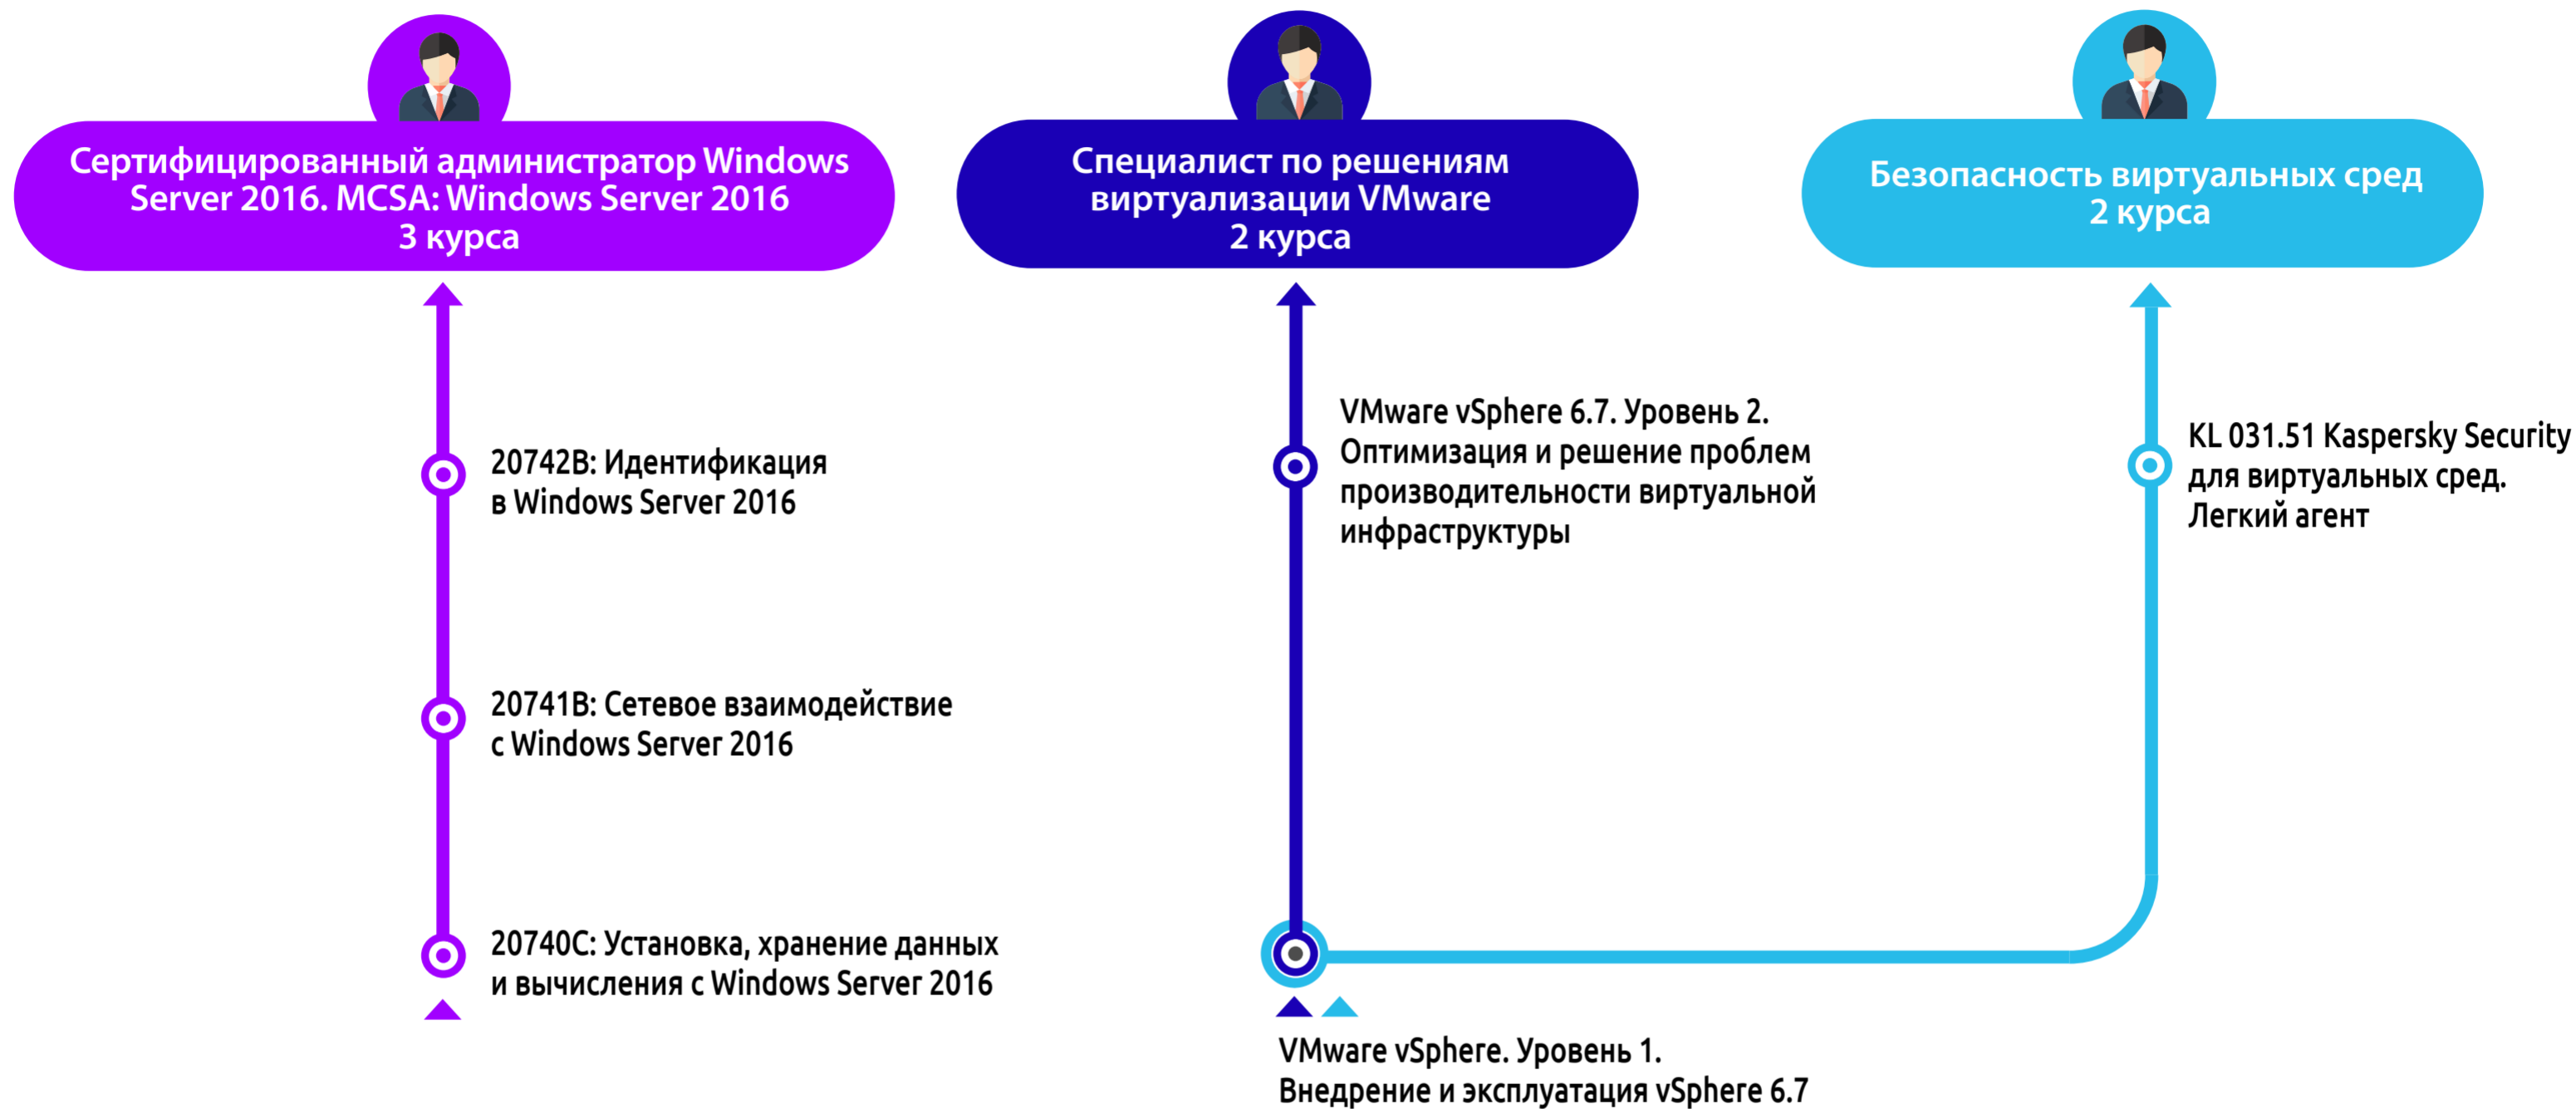 Сертифицированный администратор Windows
Server 2016. MCSA: Windows Server 2016
3 курса
Специалист по решениям
виртуализации VMware
2 курса
Безопасность виртуальных сред
2 курса
20742B: Идентификация
в Windows Server 2016
20741B: Сетевое взаимодействие
с Windows Server 2016
20740C: Установка, хранение данных
и вычисления с Windows Server 2016
VMware vSphere 6.7. Уровень 2.
Оптимизация и решение проблем
производительности виртуальной
инфраструктуры
VMware vSphere. Уровень 1.
Внедрение и эксплуатация vSphere 6.7
KL 031.51 Kaspersky Security
для виртуальных сред.
Легкий агент